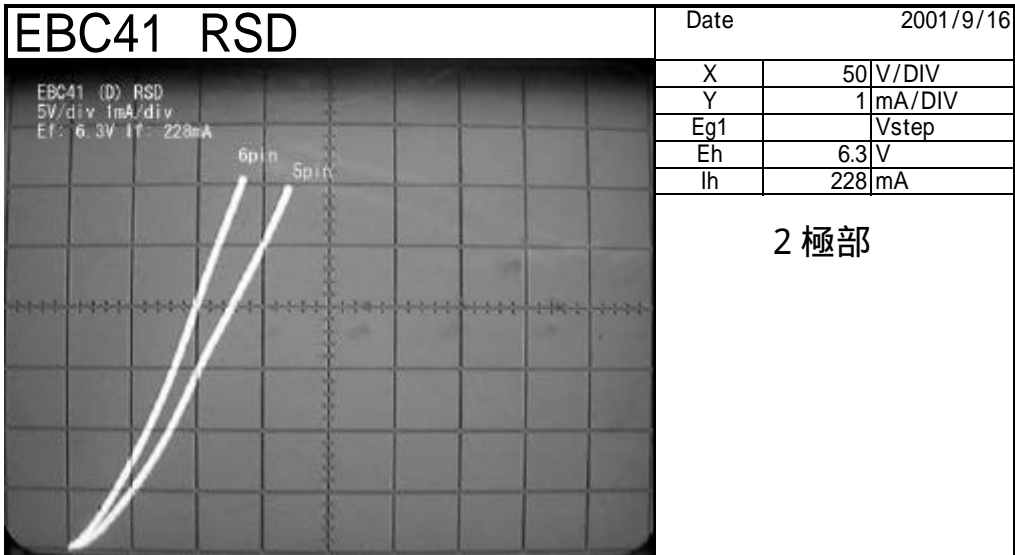 EBC41 RSD
Date 2001/9/16
X 50 V/DIV
Y 1 mA/DIV
Eg1 Vstep
Eh 6.3 V
Ih 228 mA
2極部
EBC41 (D) RSD
5V/div 1mA/div
Ef: 6.3V If: 228mA
6pin
5pin